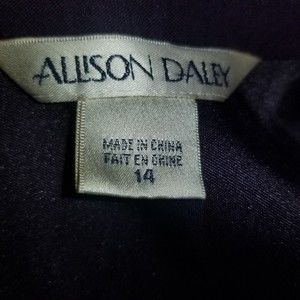 ALLISON DALEY
MADE IN CHINA
FAIT EN CHINE
14